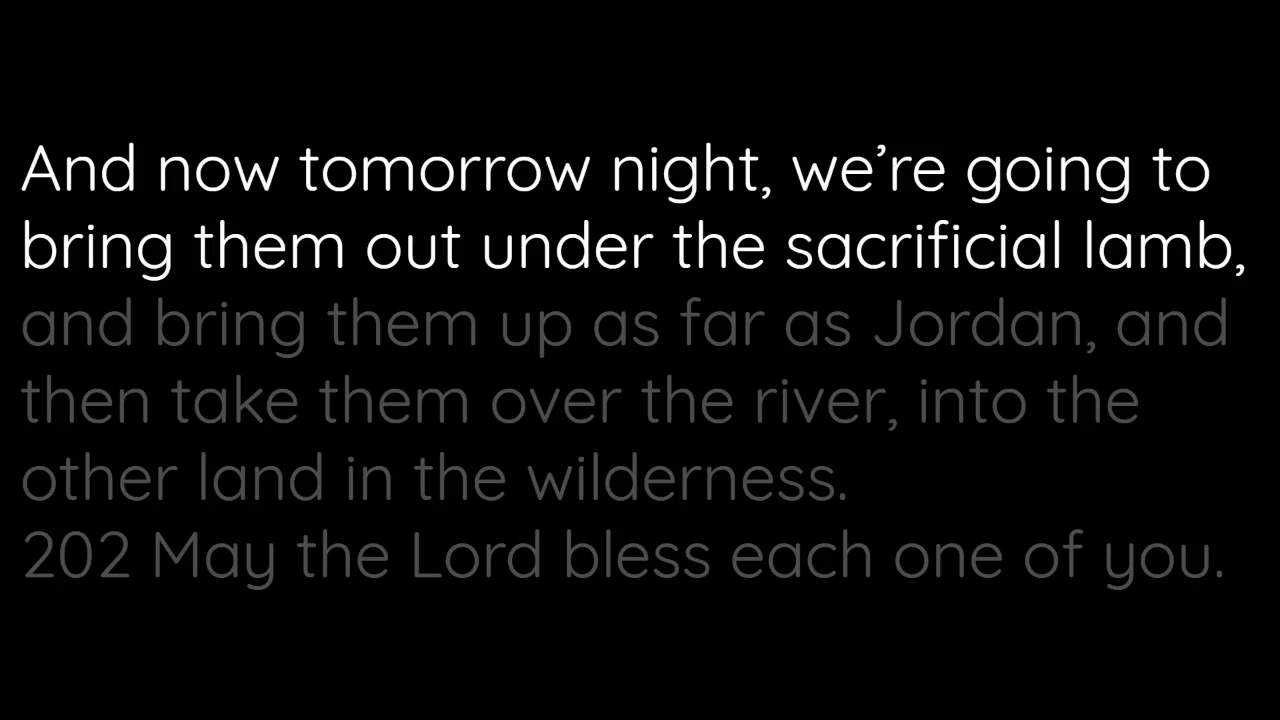 And now tomorrow night, we’re going to
bring them out under the sacrificial lamb,
and bring them up as far as Jordan, and
then take them over the river, into the
other land in the wilderness.
202 May the Lord bless each one of you.